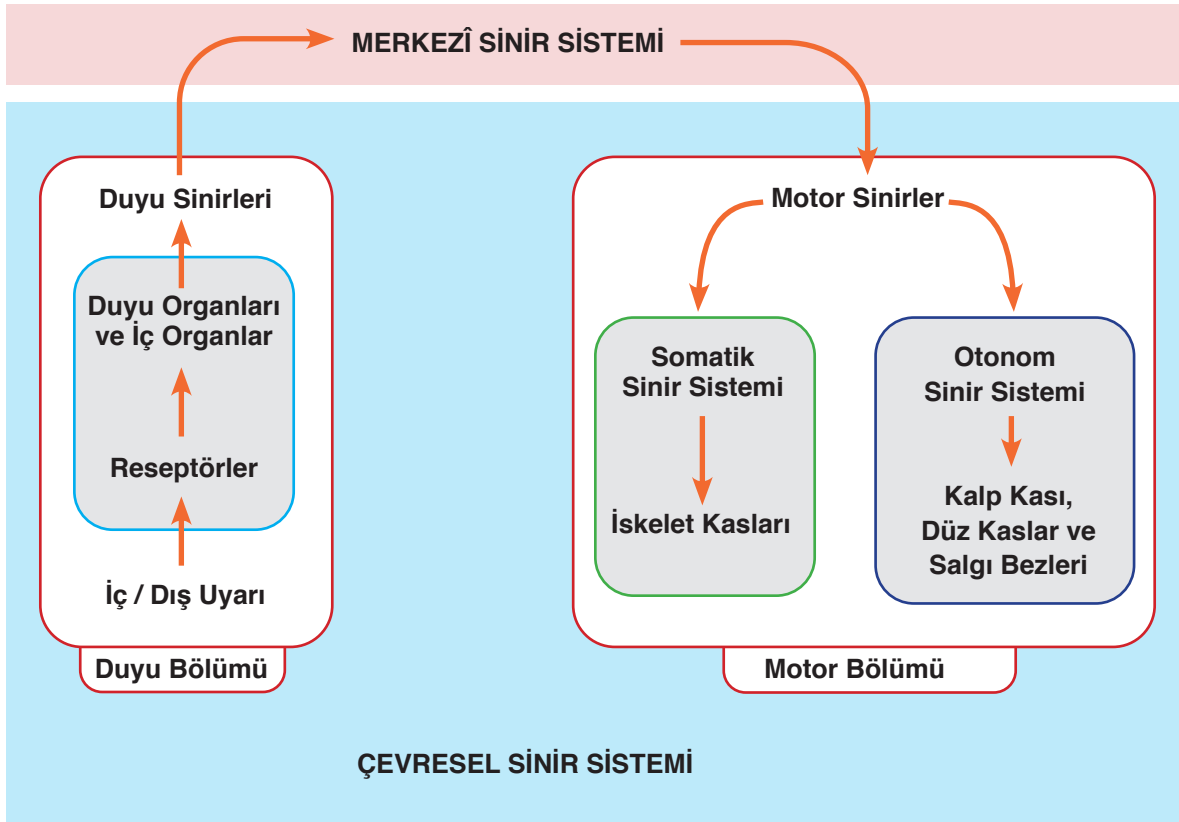 MERKEZÎ SİNİR SİSTEMİ
Duyu Sinirleri
Duyu Organları
ve İç Organlar
Reseptörler
İç / Dış Uyarı
Duyu Bölümü
Motor Sinirler
Somatik
Sinir Sistemi
İskelet Kasları
Otonom
Sinir Sistemi
Kalp Kası,
Düz Kaslar ve
Salgı Bezleri
Motor Bölümü
ÇEVRESEL SİNİR SİSTEMİ